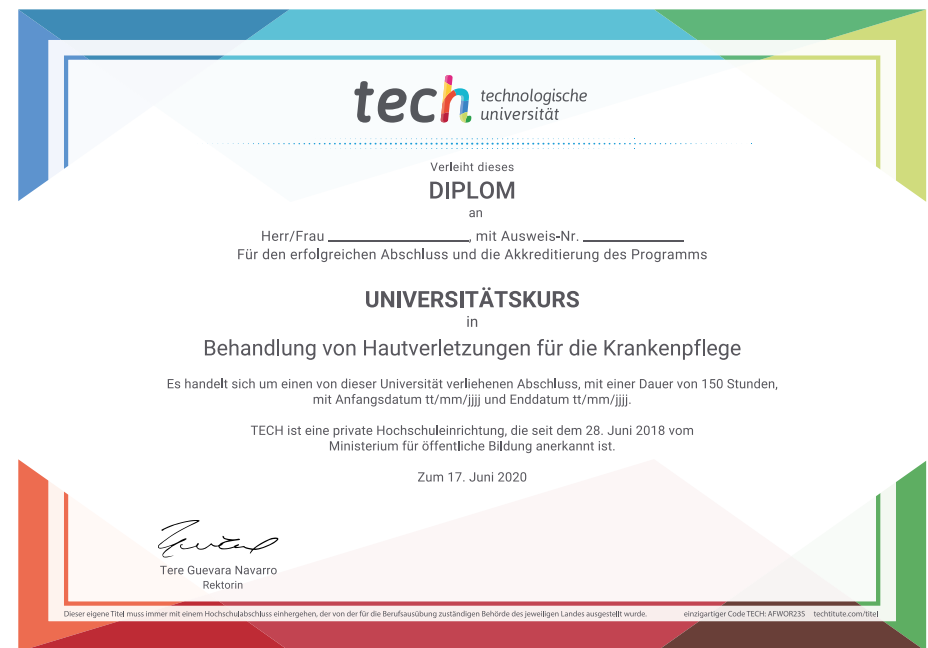 tech technologische
universität
Verleiht dieses
DIPLOM
an
Herr/Frau ____________________, mit Ausweis-Nr. ______________
Für den erfolgreichen Abschluss und die Akkreditierung des Programms
UNIVERSITÄTSKURS
in
Behandlung von Hautverletzungen für die Krankenpflege
Es handelt sich um einen von dieser Universität verliehenen Abschluss, mit einer Dauer von 150 Stunden,
mit Anfangsdatum tt/mm/jjjj und Enddatum tt/mm/jjjj.
TECH ist eine private Hochschuleinrichtung, die seit dem 28. Juni 2018 vom
Ministerium für öffentliche Bildung anerkannt ist.
Zum 17. Juni 2020
Tere Guevara Navarro
Rektorin
Dieser eigene Titel muss immer mit einem Hochschulabschluss einhergehen, der von der für die Berufsausübung zuständigen Behörde des jeweiligen Landes ausgestellt wurde. einzigartiger Code TECH: AFWOR23S techtitute.com/titel